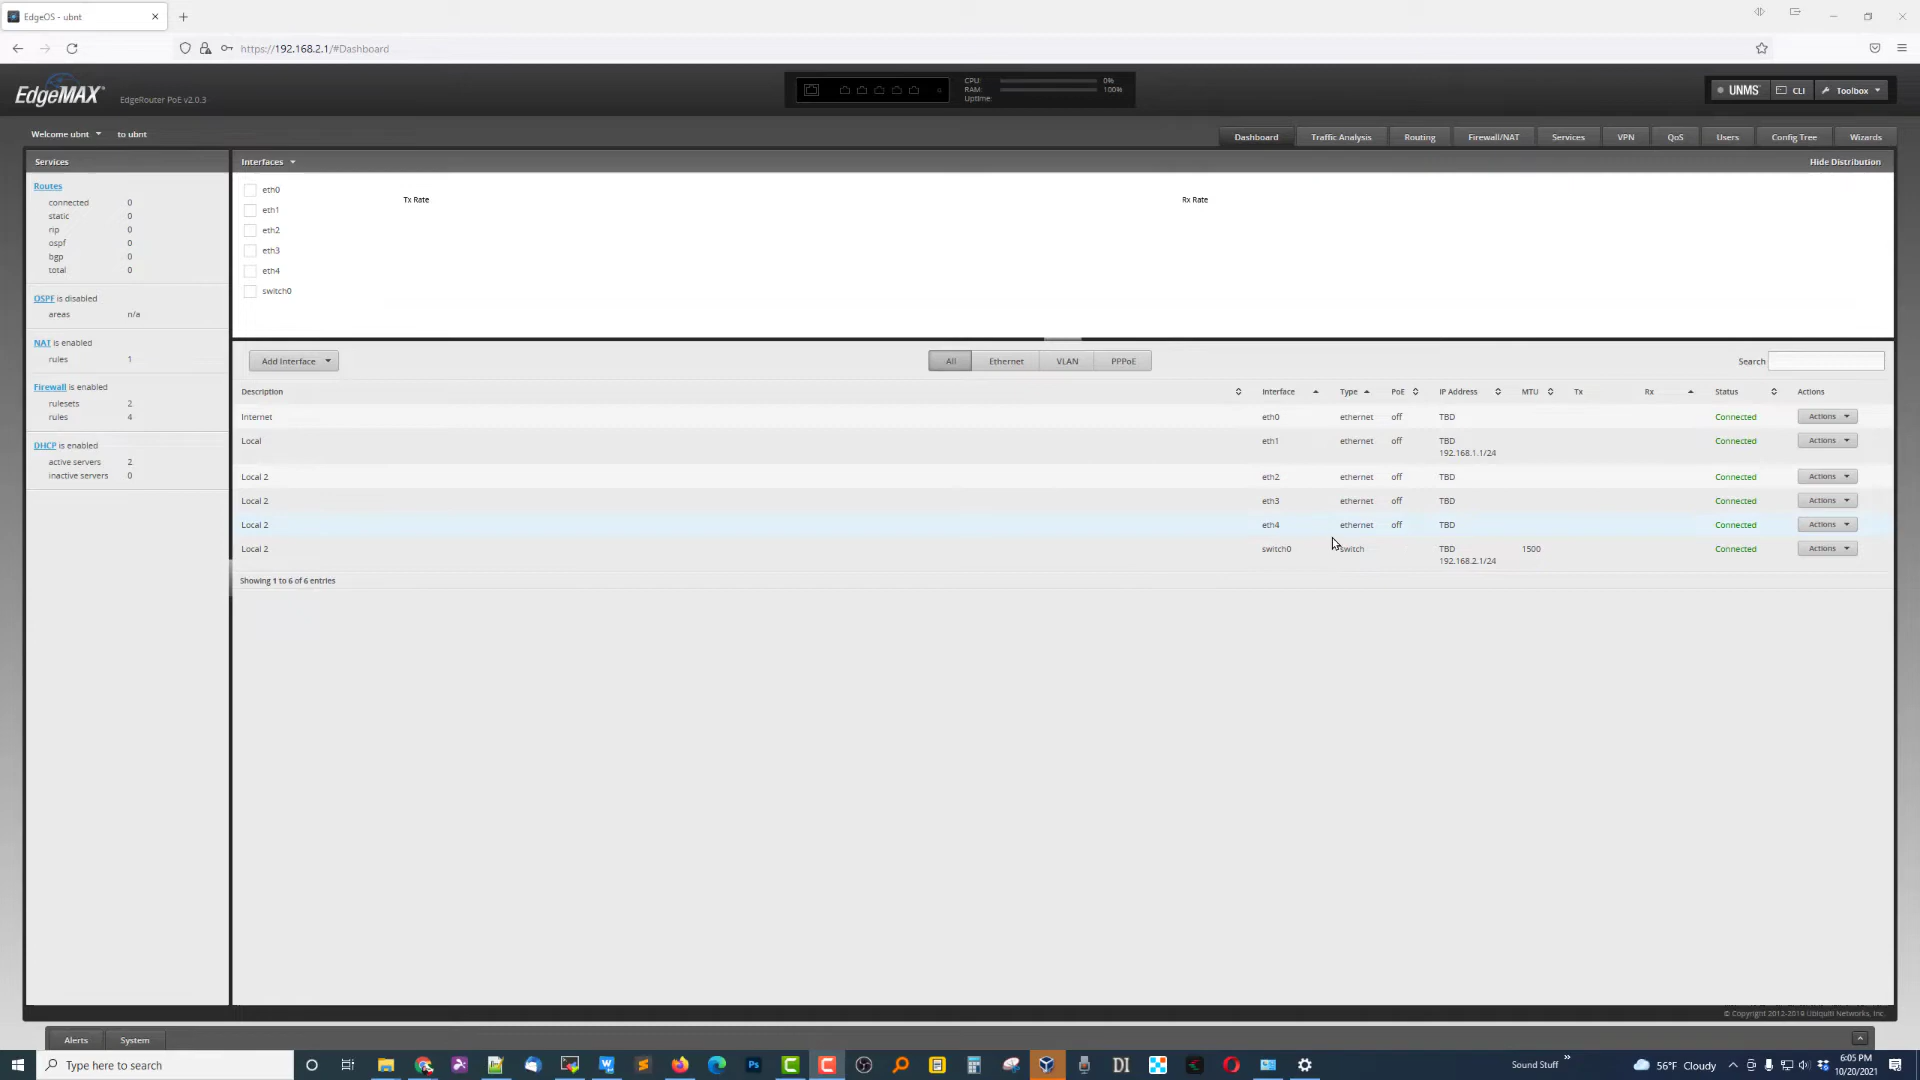 EdgeOS - ubnt
https://192.168.2.1/#Dashboard
EdgeMAX EdgeRouter PoE v2.0.3
CPU: 0%
RAM: 100%
Uptime:
UNMS CLI Toolbox
Welcome ubnt to ubnt
Dashboard Traffic Analysis Routing Firewall/NAT Services VPN QoS Users Config Tree Wizards
Services
Routes
connected 0
static 0
rip 0
ospf 0
bgp 0
total 0
OSPF is disabled
areas n/a
NAT is enabled
rules 1
Firewall is enabled
rulesets 2
rules 4
DHCP is enabled
active servers 2
inactive servers 0
Interfaces Hide Distribution
eth0
eth1
eth2
eth3
eth4
switch0
Tx Rate Rx Rate
Add Interface All Ethernet VLAN PPPoE Search
Description Interface Type PoE IP Address MTU Tx Rx Status Actions
Internet eth0 ethernet off TBD Connected Actions
Local eth1 ethernet off TBD Connected Actions
192.168.1.1/24
Local 2 eth2 ethernet off TBD Connected Actions
Local 2 eth3 ethernet off TBD Connected Actions
Local 2 eth4 ethernet off TBD Connected Actions
Local 2 switch0 switch TBD 1500 Connected Actions
192.168.2.1/24
Showing 1 to 6 of 6 entries
© Copyright 2012-2019 Ubiquiti Networks, Inc.
Alerts System
Type here to search
Ps
DI
Sound Stuff
56°F Cloudy
6:05 PM
10/20/2021